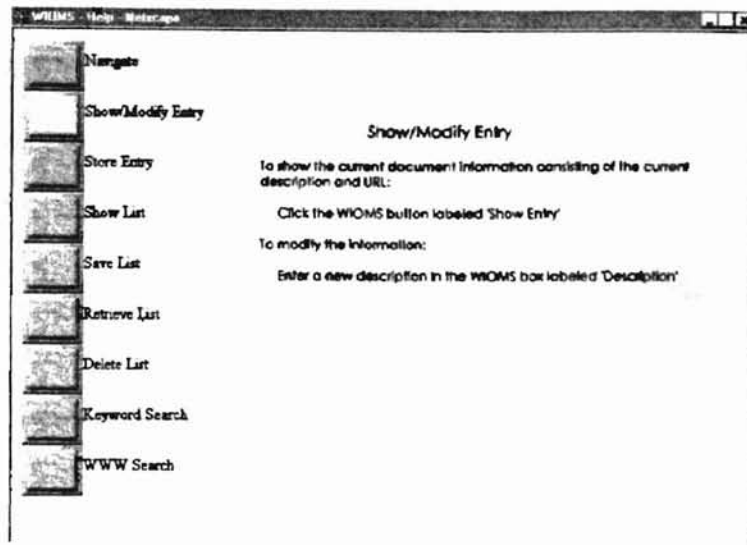 WIOMS - Help - Netscape
Navigate
Show/Modify Entry
Store Entry
Show List
Save List
Retrieve List
Delete List
Keyword Search
WWW Search
Show/Modify Entry
To show the current document information consisting of the current
description and URL:
Click the WIOMS button labeled 'Show Entry'
To modify the information:
Enter a new description in the WIOMS box labeled 'Description'